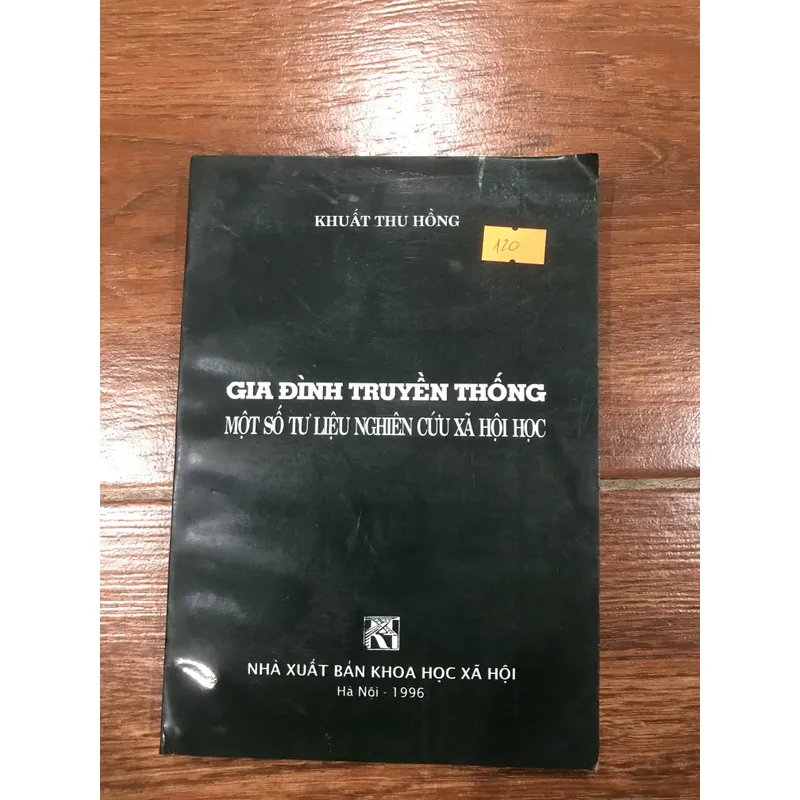 KHUẤT THU HỒNG
120
GIA ĐÌNH TRUYỀN THỐNG
MỘT SỐ TƯ LIỆU NGHIÊN CỨU XÃ HỘI HỌC
NHÀ XUẤT BẢN KHOA HỌC XÃ HỘI
Hà Nội - 1996